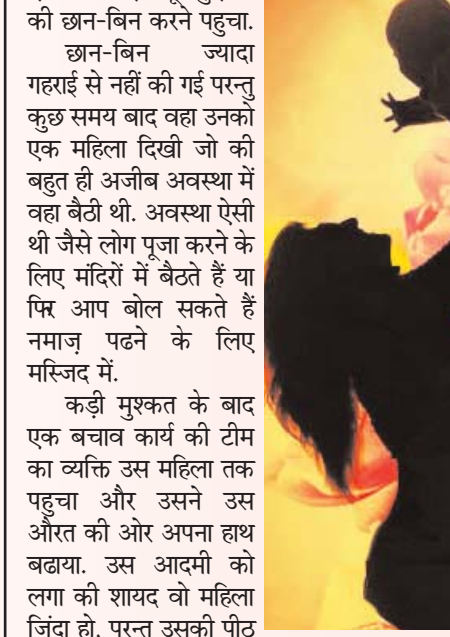 की छान-बिन करने पहुचा.
छान-बिन ज्यादा
गहराई से नहीं की गई परन्तु
कुछ समय बाद वहा उनको
एक महिला दिखी जो की
बहुत ही अजीब अवस्था में
वहा बैठी थी. अवस्था ऐसी
थी जैसे लोग पूजा करने के
लिए मंदिरों में बैठते हैं या
फिर आप बोल सकते हैं
नमाज़ पढने के लिए
मस्जिद में.
कड़ी मुश्कत के बाद
एक बचाव कार्य की टीम
का व्यक्ति उस महिला तक
पहुचा और उसने उस
औरत की ओर अपना हाथ
बढाया. उस आदमी को
लगा की शायद वो महिला
जिंदा हो. परन्तु उसकी पीठ